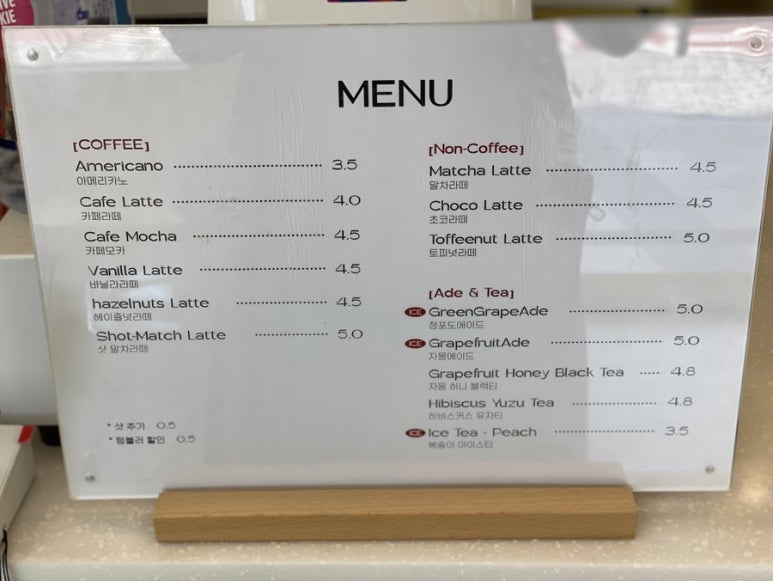 MENU
[COFFEE]
Americano 3.5
아메리카노
Cafe Latte 4.0
카페라떼
Cafe Mocha 4.5
카페모카
Vanilla Latte 4.5
바닐라라떼
hazelnuts Latte 4.5
헤이즐넛라떼
Shot-Match Latte 5.0
샷 말차라떼
* 샷 추가 0.5
* 텀블러 할인 0.5
[Non-Coffee]
Matcha Latte 4.5
말차라떼
Choco Latte 4.5
초코라떼
Toffeenut Latte 5.0
토피넛라떼
[Ade & Tea]
ICE GreenGrapeAde 5.0
청포도에이드
ICE GrapefruitAde 5.0
자몽에이드
Grapefruit Honey Black Tea 4.8
자몽 허니 블랙티
Hibiscus Yuzu Tea 4.8
히비스커스 유자티
ICE Ice Tea - Peach 3.5
복숭아 아이스티